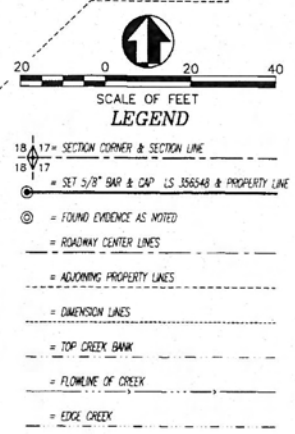 20 0 20 40
SCALE OF FEET
LEGEND
18 17 = SECTION CORNER & SECTION LINE
18 17
= SET 5/8" BAR & CAP LS 356548 & PROPERTY LINE
= FOUND EVIDENCE AS NOTED
= ROADWAY CENTER LINES
= ADJOINING PROPERTY LINES
= DIMENSION LINES
= TOP CREEK BANK
= FLOWLINE OF CREEK
= EDGE CREEK